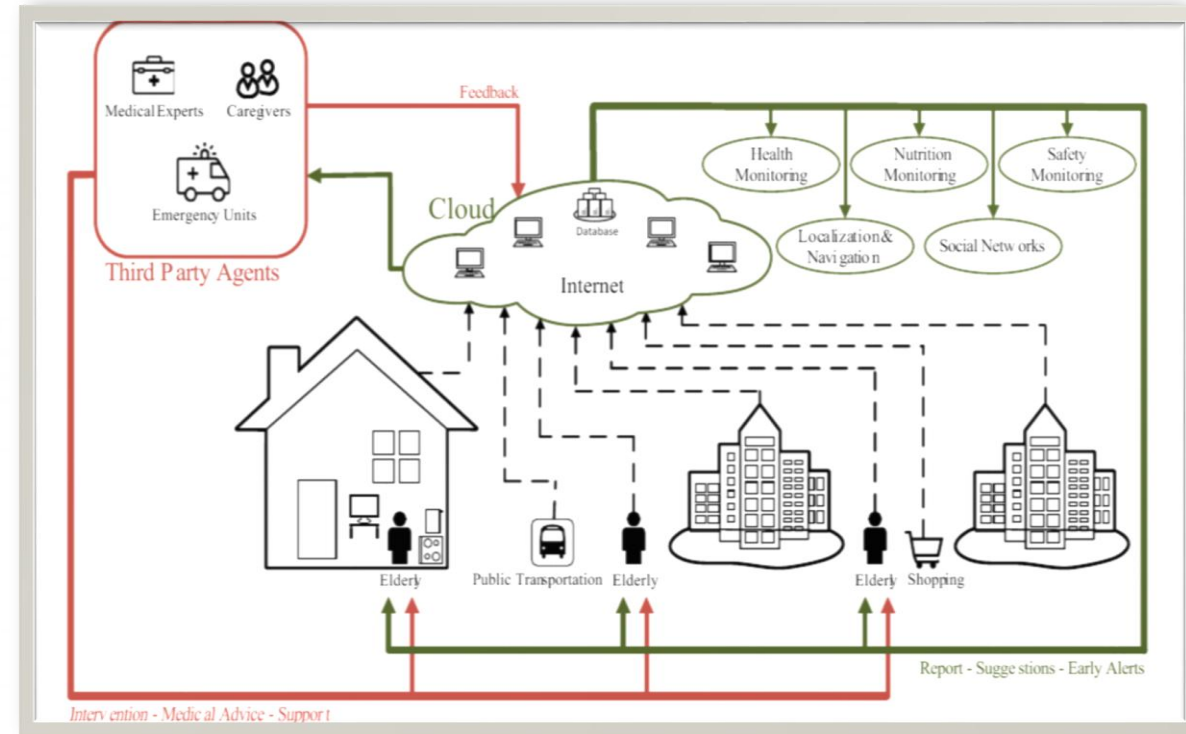 Medical Experts
Caregivers
Emergency Units
Third Party Agents
Feedback
Cloud
Database
Internet
Health
Monitoring
Nutrition
Monitoring
Safety
Monitoring
Localization &
Navigation
Social Networks
Elderly
Public Transportation
Elderly
Elderly
Shopping
Report - Suggestions - Early Alerts
Intervention - Medical Advice - Support